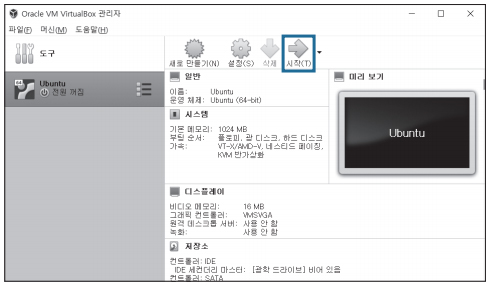 Oracle VM VirtualBox 관리자
파일(F) 머신(M) 도움말(H)
도구
새로 만들기(N) 설정(S) 삭제 시작(T)
64
Ubuntu
전원 꺼짐
일반
이름: Ubuntu
운영 체제: Ubuntu (64-bit)
미리 보기
Ubuntu
시스템
기본 메모리: 1024 MB
부팅 순서: 플로피, 광 디스크, 하드 디스크
가속: VT-x/AMD-V, 네스티드 페이징,
KVM 반가상화
디스플레이
비디오 메모리: 16 MB
그래픽 컨트롤러: VMSVGA
원격 데스크톱 서버: 사용 안 함
녹화: 사용 안 함
저장소
컨트롤러: IDE
IDE 세컨더리 마스터: [광학 드라이브] 비어 있음
컨트롤러: SATA